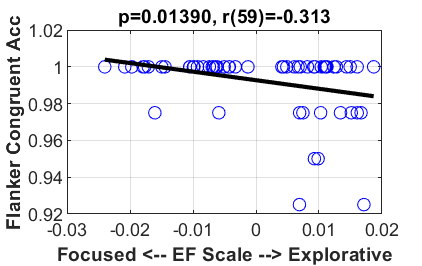 p=0.01390, r(59)=-0.313
Flanker Congruent Acc
1.02
1
0.98
0.96
0.94
0.92
-0.03 -0.02 -0.01 0 0.01 0.02
Focused <-- EF Scale --> Explorative